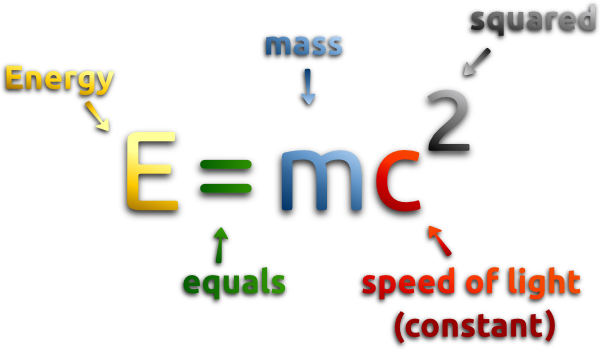 squared
mass
Energy
E = mc²
equals
speed of light
(constant)